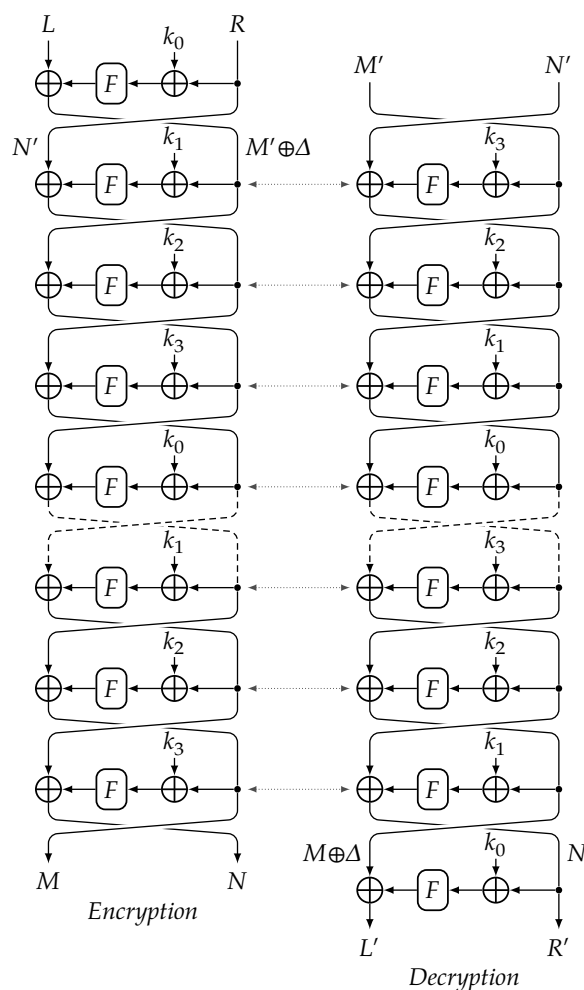 L R
k₀
F
M′ N′
N′ k₁ M′⊕Δ k₃
F F
k₂ k₂
F F
k₃ k₁
F F
k₀ k₀
F F
k₁ k₃
F F
k₂ k₂
F F
k₃ k₁
F F
M⊕Δ k₀ N
M N
F
Encryption
L′ R′
Decryption